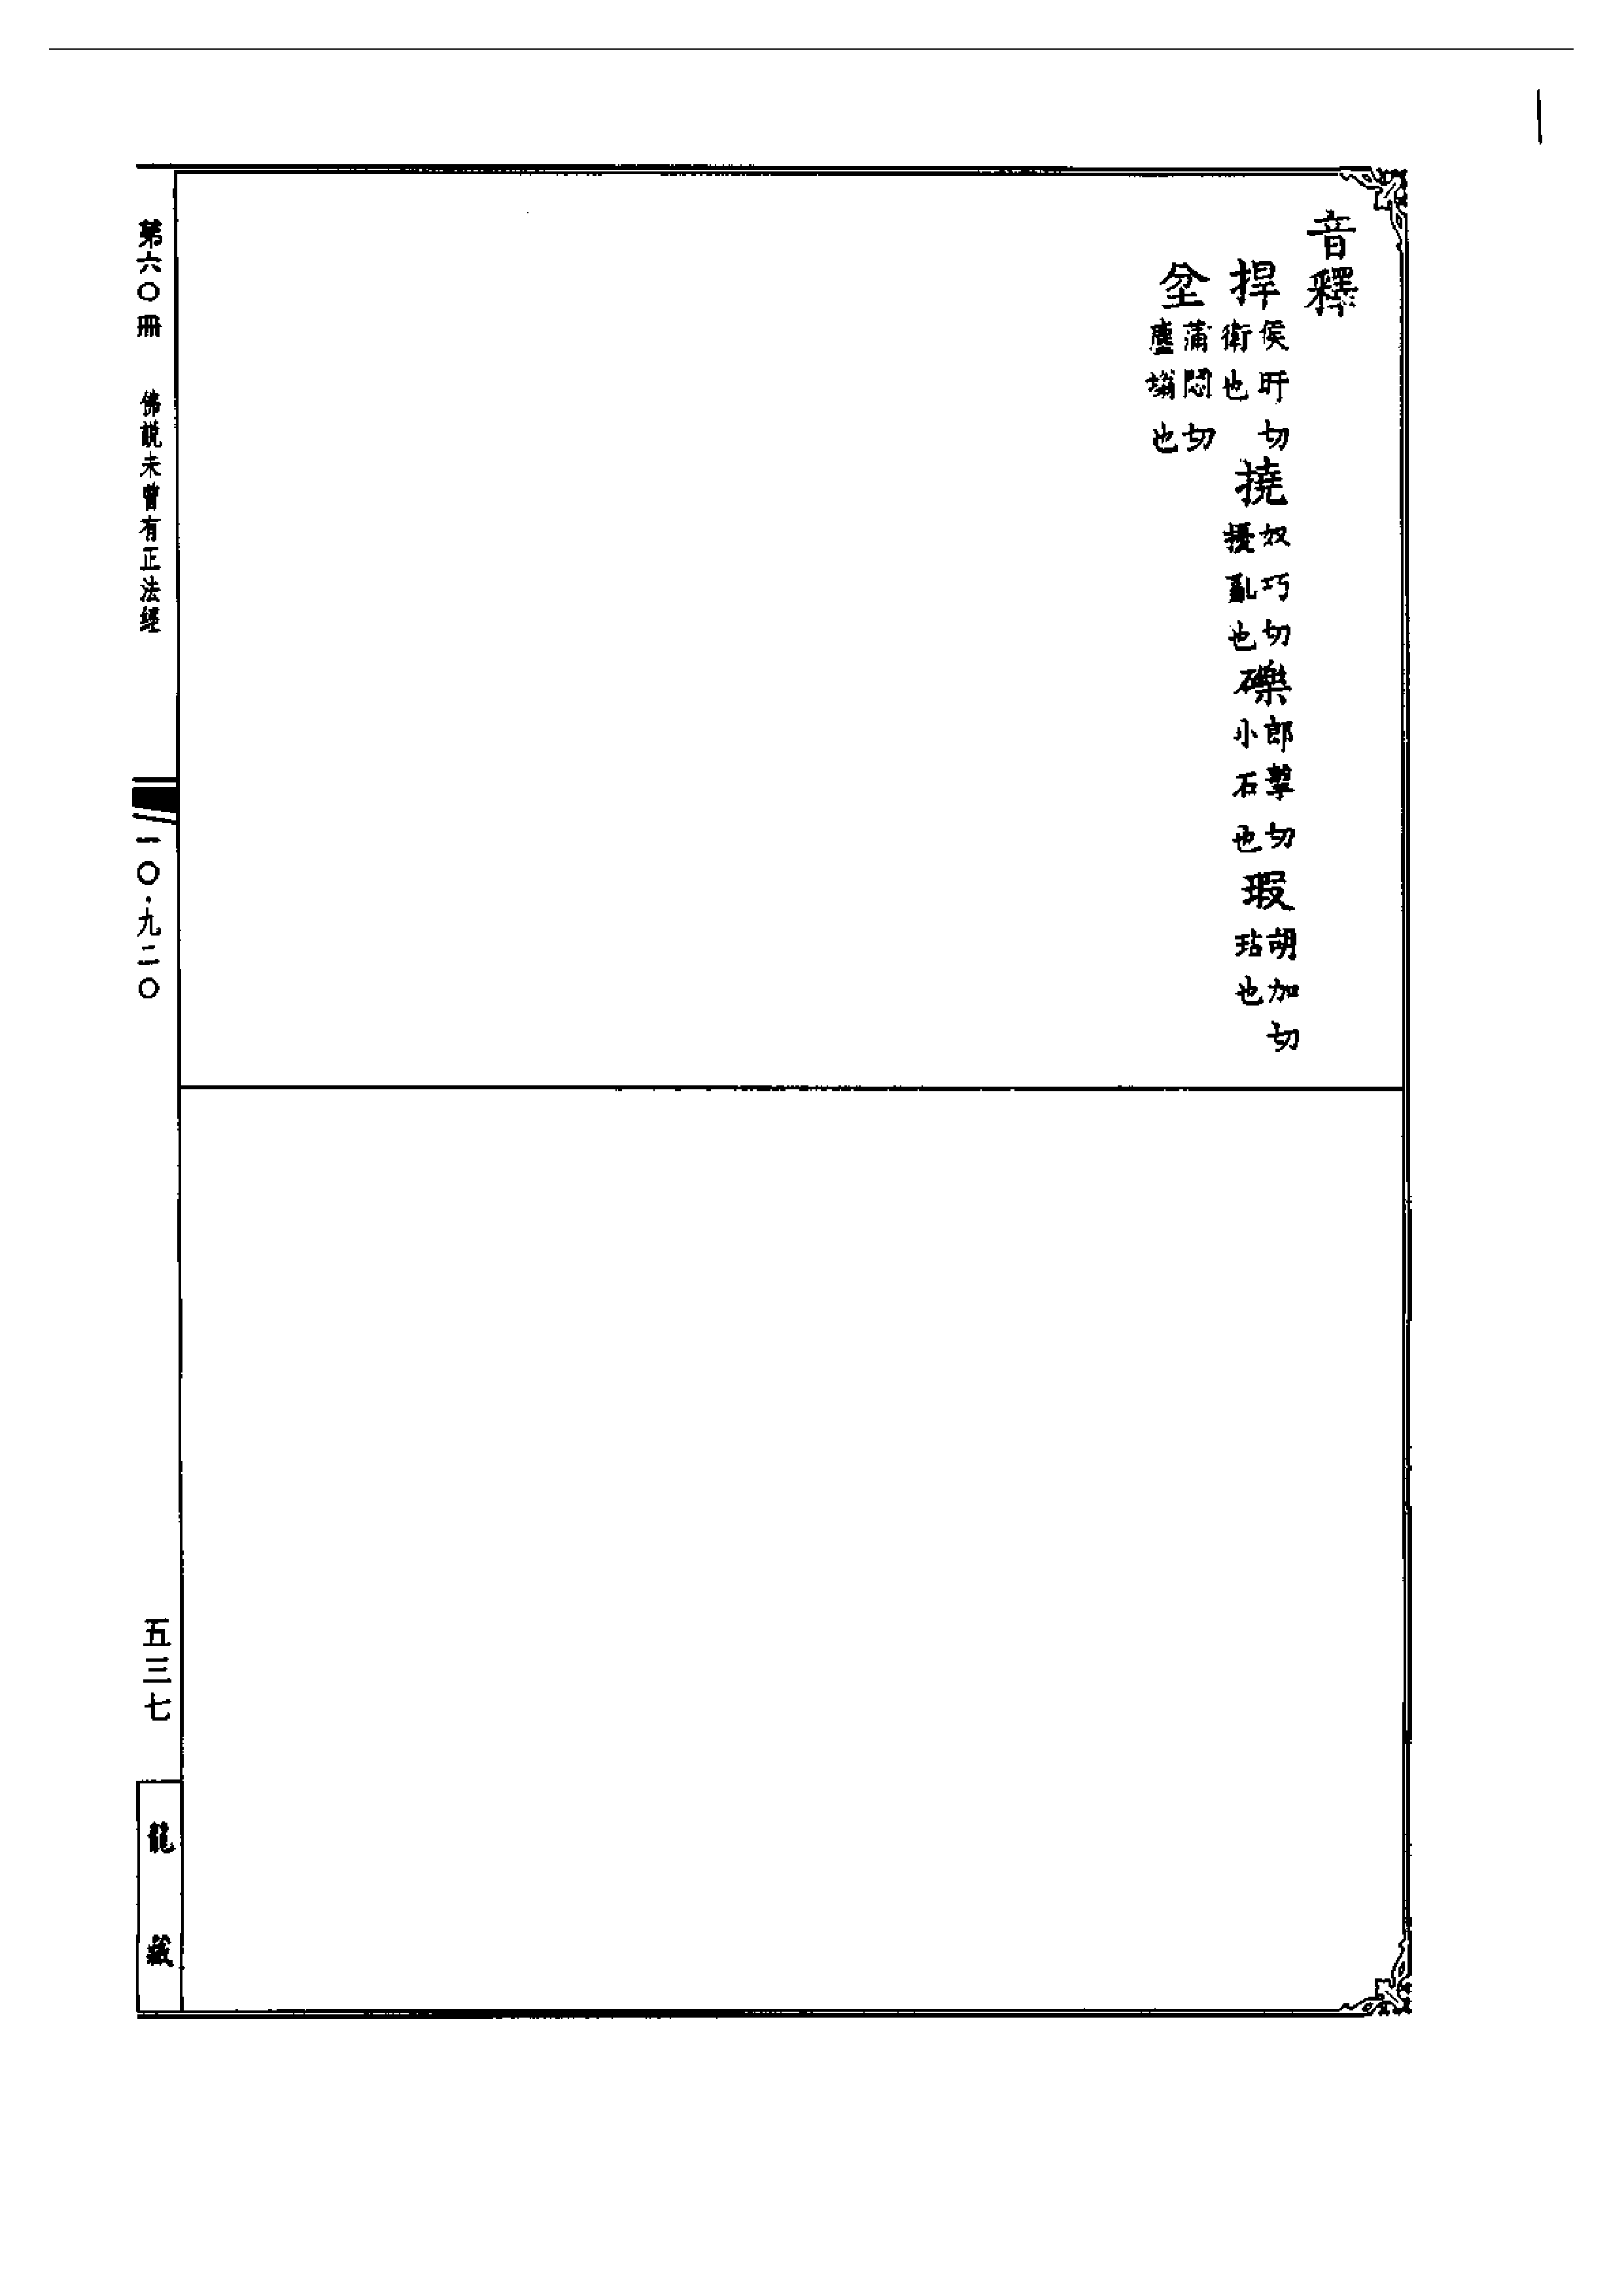 音釋
捍侯旰切衛也撓奴巧切擾亂也礫郎擊切小石也瑕胡加切玷也
坌蒲悶切塵塕也
第六〇冊 佛說未曾有正法經
一〇·九二〇
五三七
龍藏